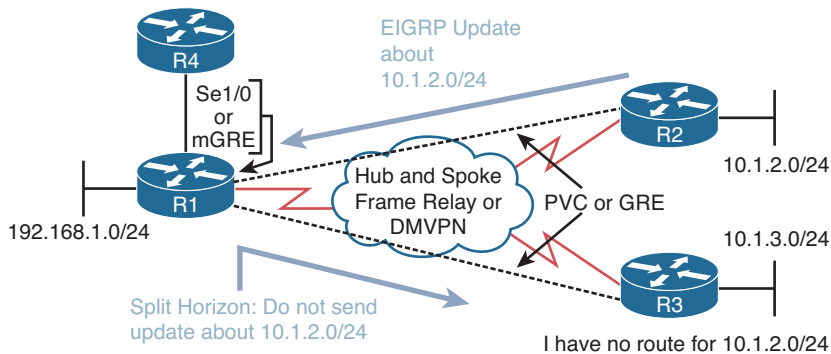 EIGRP Update
about
10.1.2.0/24
R4
Se1/0
or
mGRE
R2
10.1.2.0/24
Hub and Spoke
Frame Relay or
DMVPN
PVC or GRE
R1
192.168.1.0/24
10.1.3.0/24
R3
Split Horizon: Do not send
update about 10.1.2.0/24
I have no route for 10.1.2.0/24